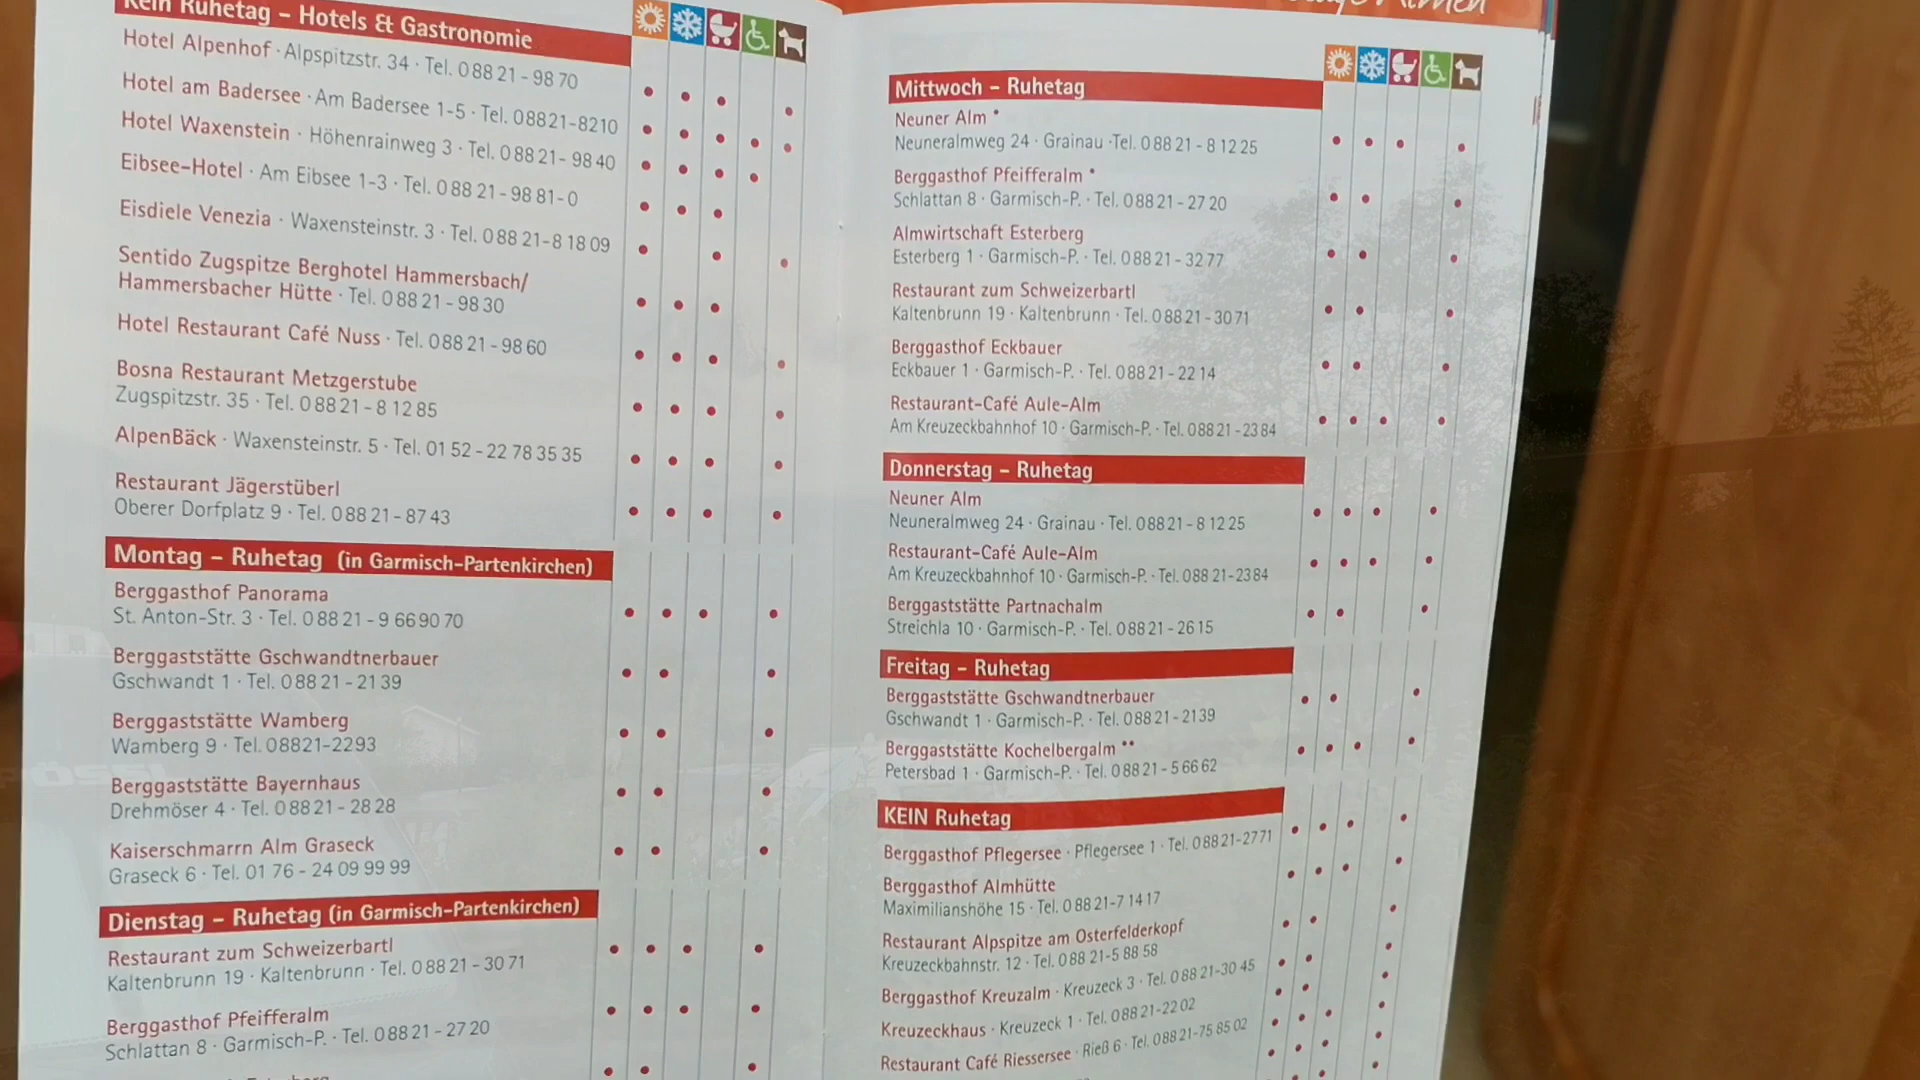 Kein Ruhetag – Hotels & Gastronomie
Hotel Alpenhof · Alpspitzstr. 34 · Tel. 0 88 21 - 98 70
Hotel am Badersee · Am Badersee 1-5 · Tel. 08821-8210
Hotel Waxenstein · Höhenrainweg 3 · Tel. 0 88 21 - 98 40
Eibsee-Hotel · Am Eibsee 1-3 · Tel. 0 88 21 - 98 81-0
Eisdiele Venezia · Waxensteinstr. 3 · Tel. 0 88 21-8 18 09
Sentido Zugspitze Berghotel Hammersbach/
Hammersbacher Hütte · Tel. 0 88 21 - 98 30
Hotel Restaurant Café Nuss · Tel. 0 88 21 - 98 60
Bosna Restaurant Metzgerstube
Zugspitzstr. 35 · Tel. 0 88 21 - 8 12 85
AlpenBäck · Waxensteinstr. 5 · Tel. 01 52 - 22 78 35 35
Restaurant Jägerstüberl
Oberer Dorfplatz 9 · Tel. 0 88 21 - 87 43
Montag – Ruhetag (in Garmisch-Partenkirchen)
Berggasthof Panorama
St. Anton-Str. 3 · Tel. 0 88 21 - 9 66 90 70
Berggaststätte Gschwandtnerbauer
Gschwandt 1 · Tel. 0 88 21 - 21 39
Berggaststätte Wamberg
Wamberg 9 · Tel. 08821-2293
Berggaststätte Bayernhaus
Drehmöser 4 · Tel. 0 88 21 - 28 28
Kaiserschmarrn Alm Graseck
Graseck 6 · Tel. 01 76 - 24 09 99 99
Dienstag – Ruhetag (in Garmisch-Partenkirchen)
Restaurant zum Schweizerbartl
Kaltenbrunn 19 · Kaltenbrunn · Tel. 0 88 21 - 30 71
Berggasthof Pfeifferalm
Schlattan 8 · Garmisch-P. · Tel. 0 88 21 - 27 20
Mittwoch – Ruhetag
Neuner Alm *
Neuneralmweg 24 · Grainau ·Tel. 0 88 21 - 8 12 25
Berggasthof Pfeifferalm *
Schlattan 8 · Garmisch-P. · Tel. 0 88 21 - 27 20
Almwirtschaft Esterberg
Esterberg 1 · Garmisch-P. · Tel. 0 88 21 - 32 77
Restaurant zum Schweizerbartl
Kaltenbrunn 19 · Kaltenbrunn · Tel. 0 88 21 - 30 71
Berggasthof Eckbauer
Eckbauer 1 · Garmisch-P. · Tel. 0 88 21 - 22 14
Restaurant-Café Aule-Alm
Am Kreuzeckbahnhof 10 · Garmisch-P. · Tel. 0 88 21 - 23 84
Donnerstag – Ruhetag
Neuner Alm
Neuneralmweg 24 · Grainau · Tel. 0 88 21 - 8 12 25
Restaurant-Café Aule-Alm
Am Kreuzeckbahnhof 10 · Garmisch-P. · Tel. 0 88 21 - 23 84
Berggaststätte Partnachalm
Streichla 10 · Garmisch-P. · Tel. 0 88 21 - 26 15
Freitag – Ruhetag
Berggaststätte Gschwandtnerbauer
Gschwandt 1 · Garmisch-P. · Tel. 0 88 21 - 21 39
Berggaststätte Kochelbergalm **
Petersbad 1 · Garmisch-P. · Tel. 0 88 21 - 5 66 62
KEIN Ruhetag
Berggasthof Pflegersee · Pflegersee 1 · Tel. 0 88 21-27 71
Berggasthof Almhütte
Maximilianshöhe 15 · Tel. 0 88 21-7 14 17
Restaurant Alpspitze am Osterfelderkopf
Kreuzeckbahnstr. 12 · Tel. 0 88 21-5 88 58
Berggasthof Kreuzalm · Kreuzeck 3 · Tel. 0 88 21-30 45
Kreuzeckhaus · Kreuzeck 1 · Tel. 0 88 21-22 02
Restaurant Café Riessersee · Rieß 6 · Tel. 0 88 21-75 85 02